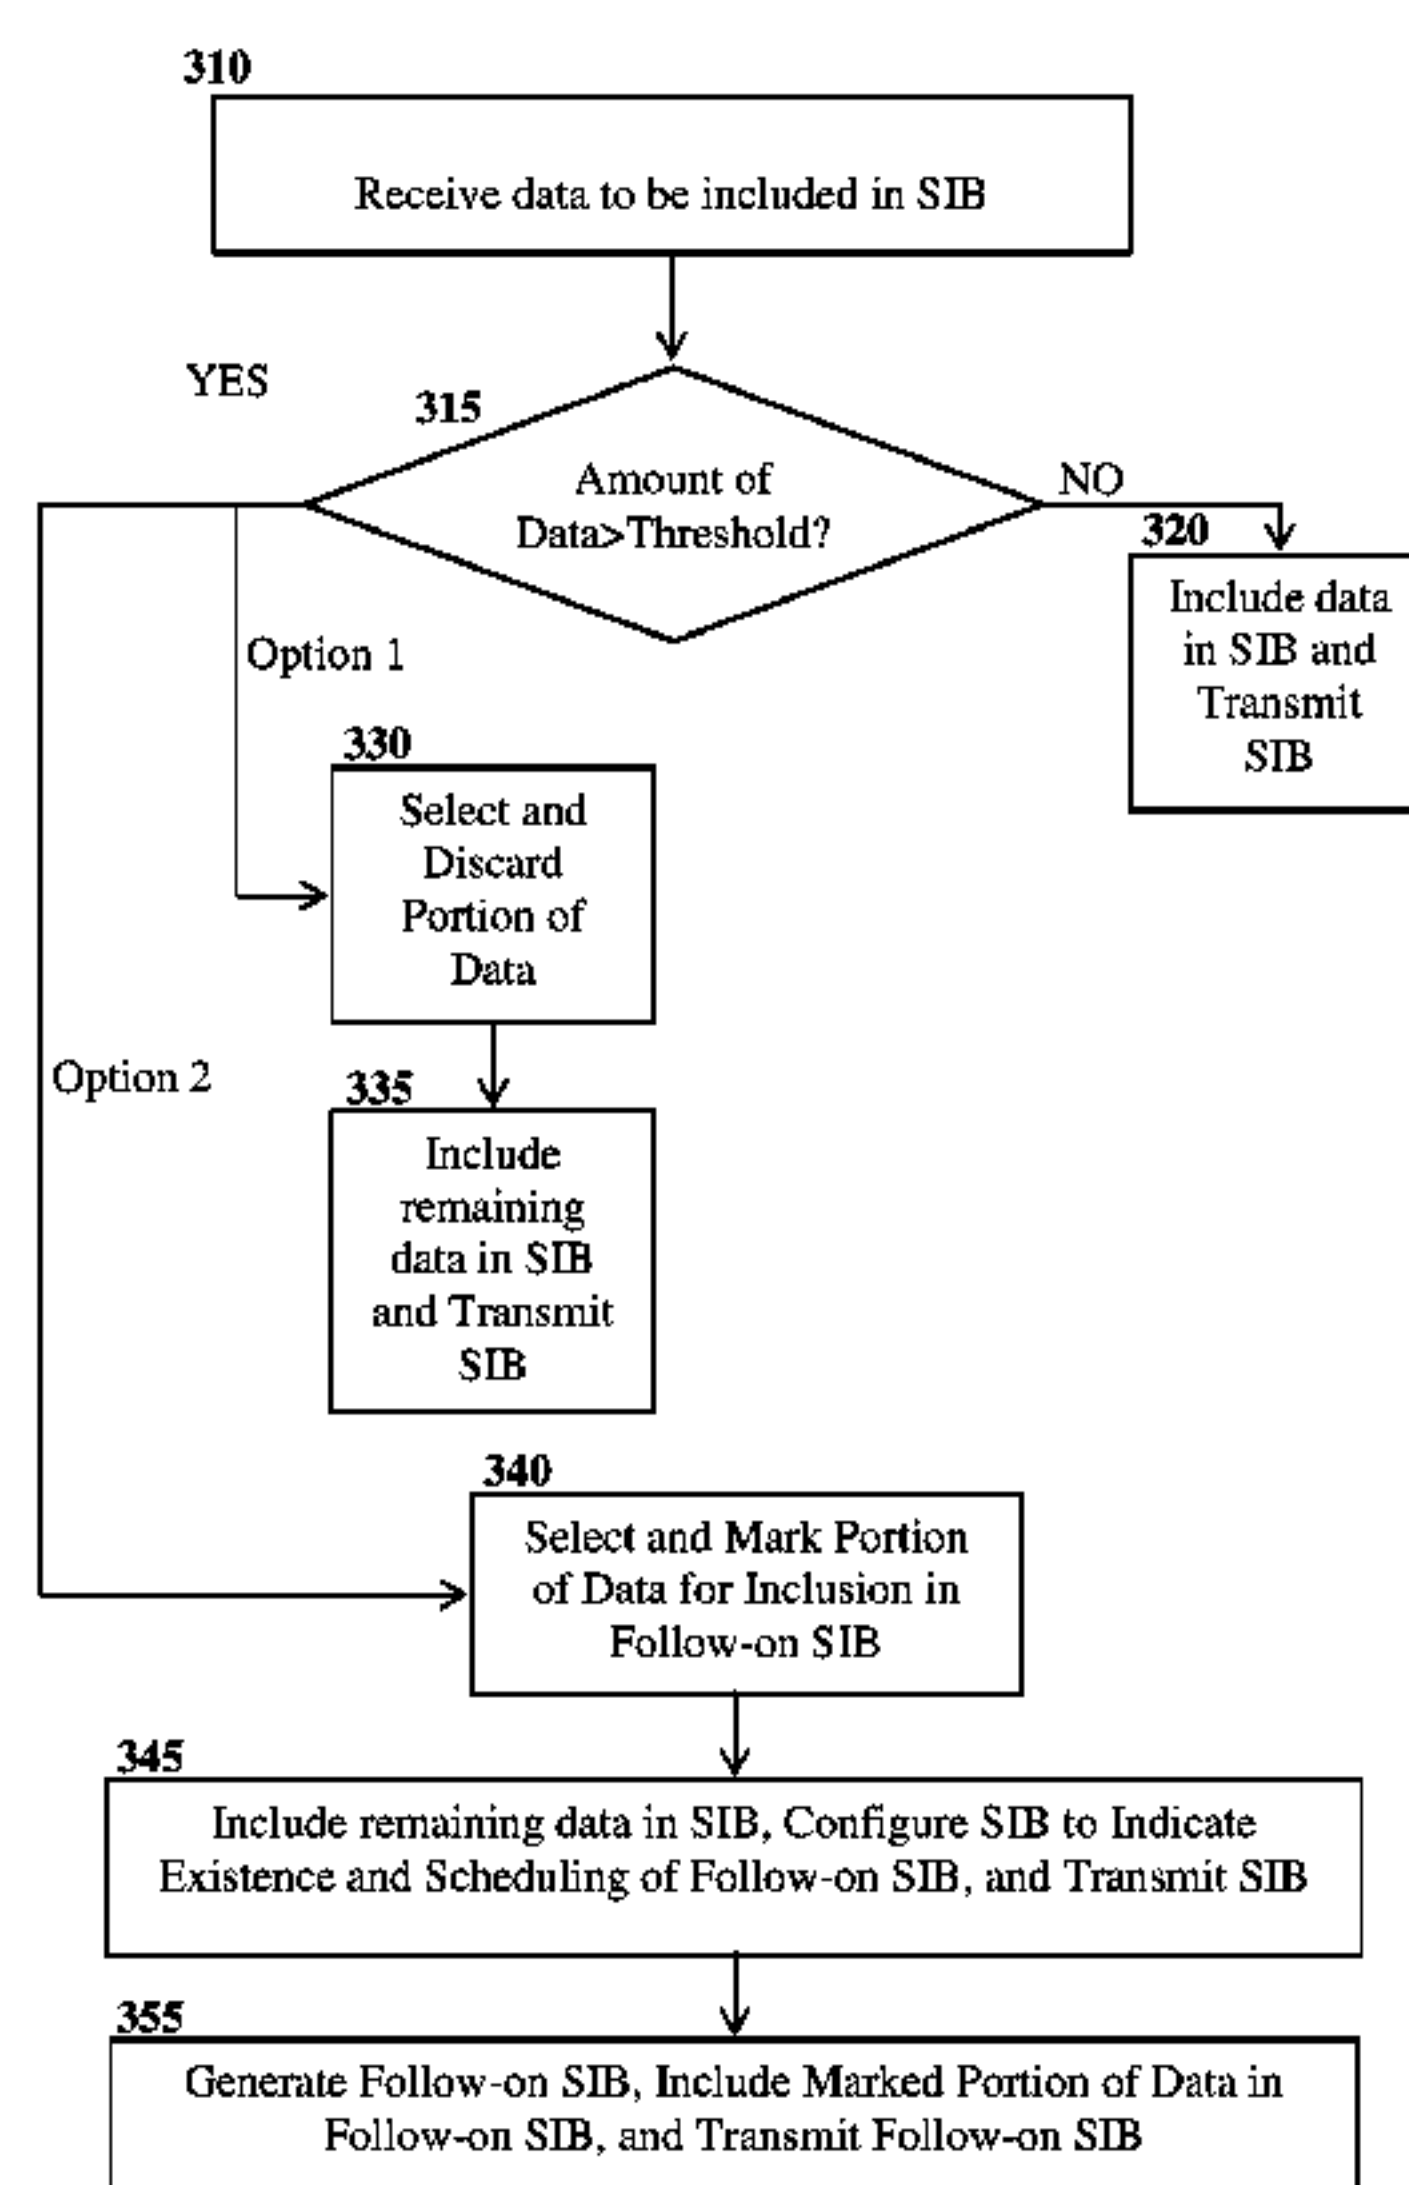 310
Receive data to be included in SIB
YES
315
Amount of
Data>Threshold?
NO
320
Include data
in SIB and
Transmit
SIB
Option 1
330
Select and
Discard
Portion of
Data
Option 2
335
Include
remaining
data in SIB
and Transmit
SIB
340
Select and Mark Portion
of Data for Inclusion in
Follow-on SIB
345
Include remaining data in SIB, Configure SIB to Indicate
Existence and Scheduling of Follow-on SIB, and Transmit SIB
355
Generate Follow-on SIB, Include Marked Portion of Data in
Follow-on SIB, and Transmit Follow-on SIB